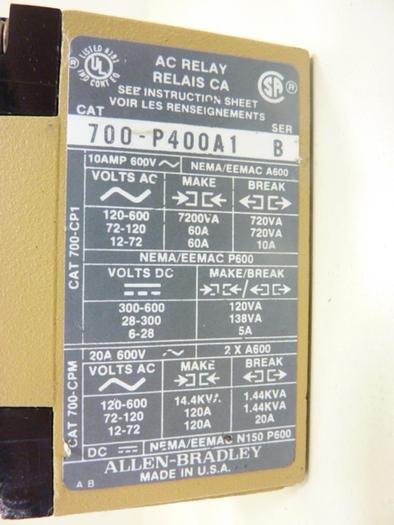 LISTED A197
UL
IND CONT EQ
AC RELAY
RELAIS CA
SEE INSTRUCTION SHEET
VOIR LES RENSEIGNEMENTS
CAT
SER
700-P400A1 B
10AMP 600V NEMA/EEMAC A600
VOLTS AC MAKE BREAK
120-600 7200VA 720VA
72-120 60A 720VA
12-72 60A 10A
CAT 700-CP1
NEMA/EEMAC P600
VOLTS DC MAKE/BREAK
300-600 120VA
28-300 138VA
6-28 5A
20A 600V 2 X A600
VOLTS AC MAKE BREAK
120-600 14.4KVA 1.44KVA
72-120 120A 1.44KVA
12-72 120A 20A
CAT 700-CPM
DC NEMA/EEMAC N150 P600
ALLEN-BRADLEY
A B MADE IN U.S.A.